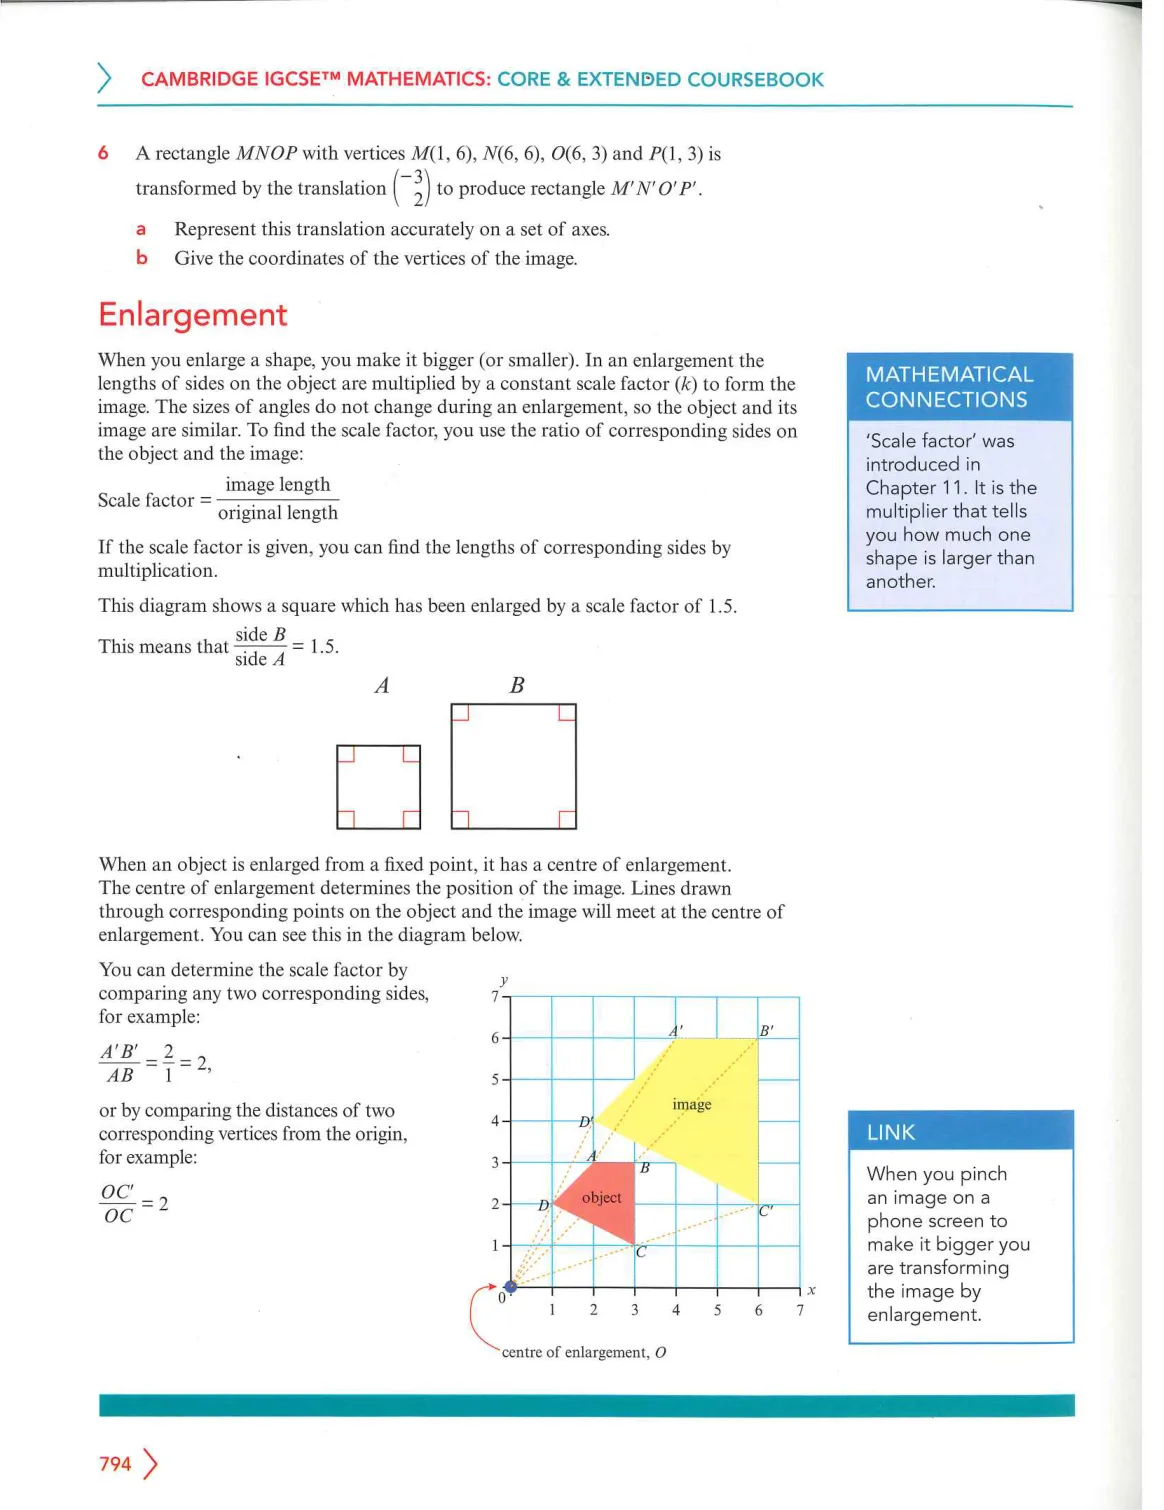 CAMBRIDGE IGCSE™ MATHEMATICS: CORE & EXTENDED COURSEBOOK
6 A rectangle MNOP with vertices M(1, 6), N(6, 6), O(6, 3) and P(1, 3) is
transformed by the translation (−3 2) to produce rectangle M'N'O'P'.
a Represent this translation accurately on a set of axes.
b Give the coordinates of the vertices of the image.
Enlargement
When you enlarge a shape, you make it bigger (or smaller). In an enlargement the
lengths of sides on the object are multiplied by a constant scale factor (k) to form the
image. The sizes of angles do not change during an enlargement, so the object and its
image are similar. To find the scale factor, you use the ratio of corresponding sides on
the object and the image:
Scale factor = image length / original length
If the scale factor is given, you can find the lengths of corresponding sides by
multiplication.
This diagram shows a square which has been enlarged by a scale factor of 1.5.
This means that side B / side A = 1.5.
A B
When an object is enlarged from a fixed point, it has a centre of enlargement.
The centre of enlargement determines the position of the image. Lines drawn
through corresponding points on the object and the image will meet at the centre of
enlargement. You can see this in the diagram below.
You can determine the scale factor by
comparing any two corresponding sides,
for example:
A'B' / AB = 2 / 1 = 2,
or by comparing the distances of two
corresponding vertices from the origin,
for example:
OC' / OC = 2
y
7
6
5
4
3
2
1
0
1 2 3 4 5 6 7
x
A' B'
image
D'
A
B
object
D
C'
C
centre of enlargement, O
MATHEMATICAL
CONNECTIONS
'Scale factor' was
introduced in
Chapter 11. It is the
multiplier that tells
you how much one
shape is larger than
another.
LINK
When you pinch
an image on a
phone screen to
make it bigger you
are transforming
the image by
enlargement.
794